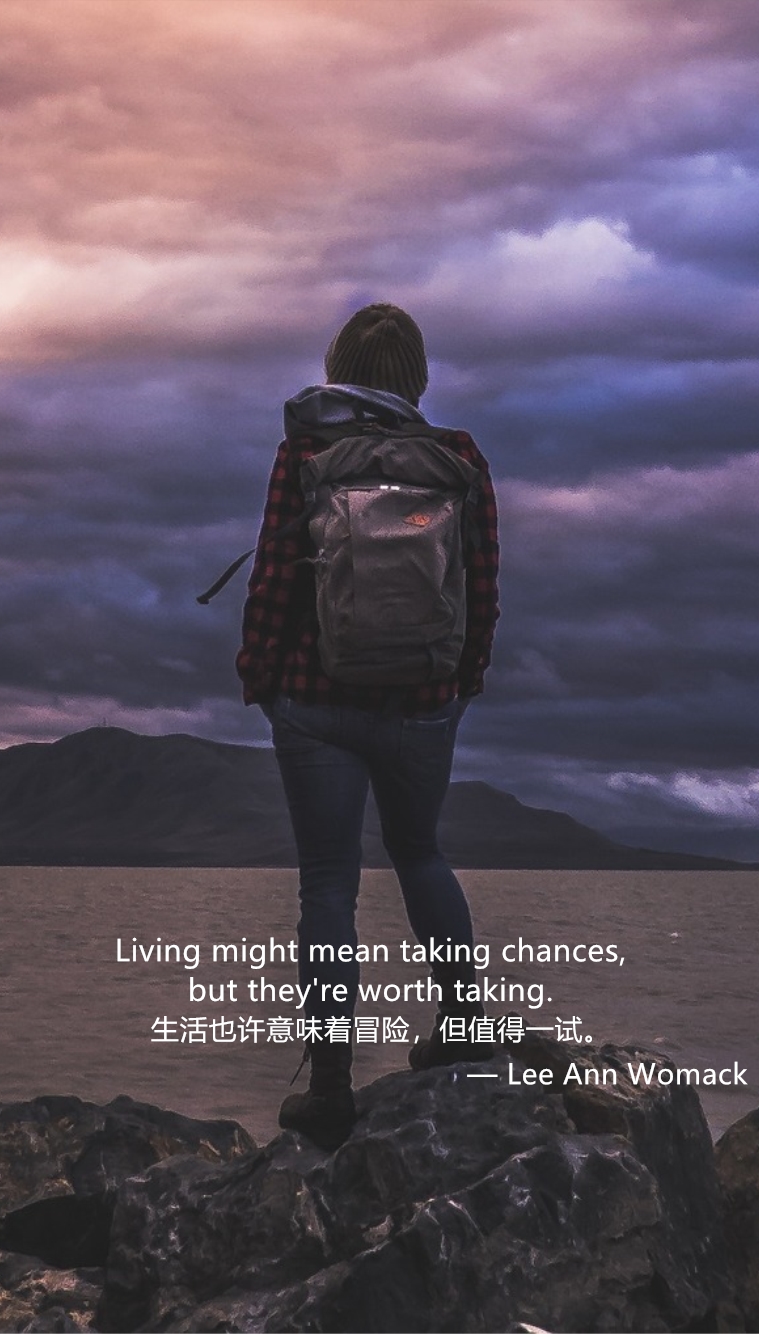 Living might mean taking chances,
but they're worth taking.
生活也许意味着冒险，但值得一试。
— Lee Ann Womack